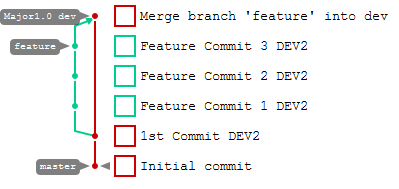 Major1.0 dev Merge branch 'feature' into dev
feature Feature Commit 3 DEV2
Feature Commit 2 DEV2
Feature Commit 1 DEV2
1st Commit DEV2
master Initial commit